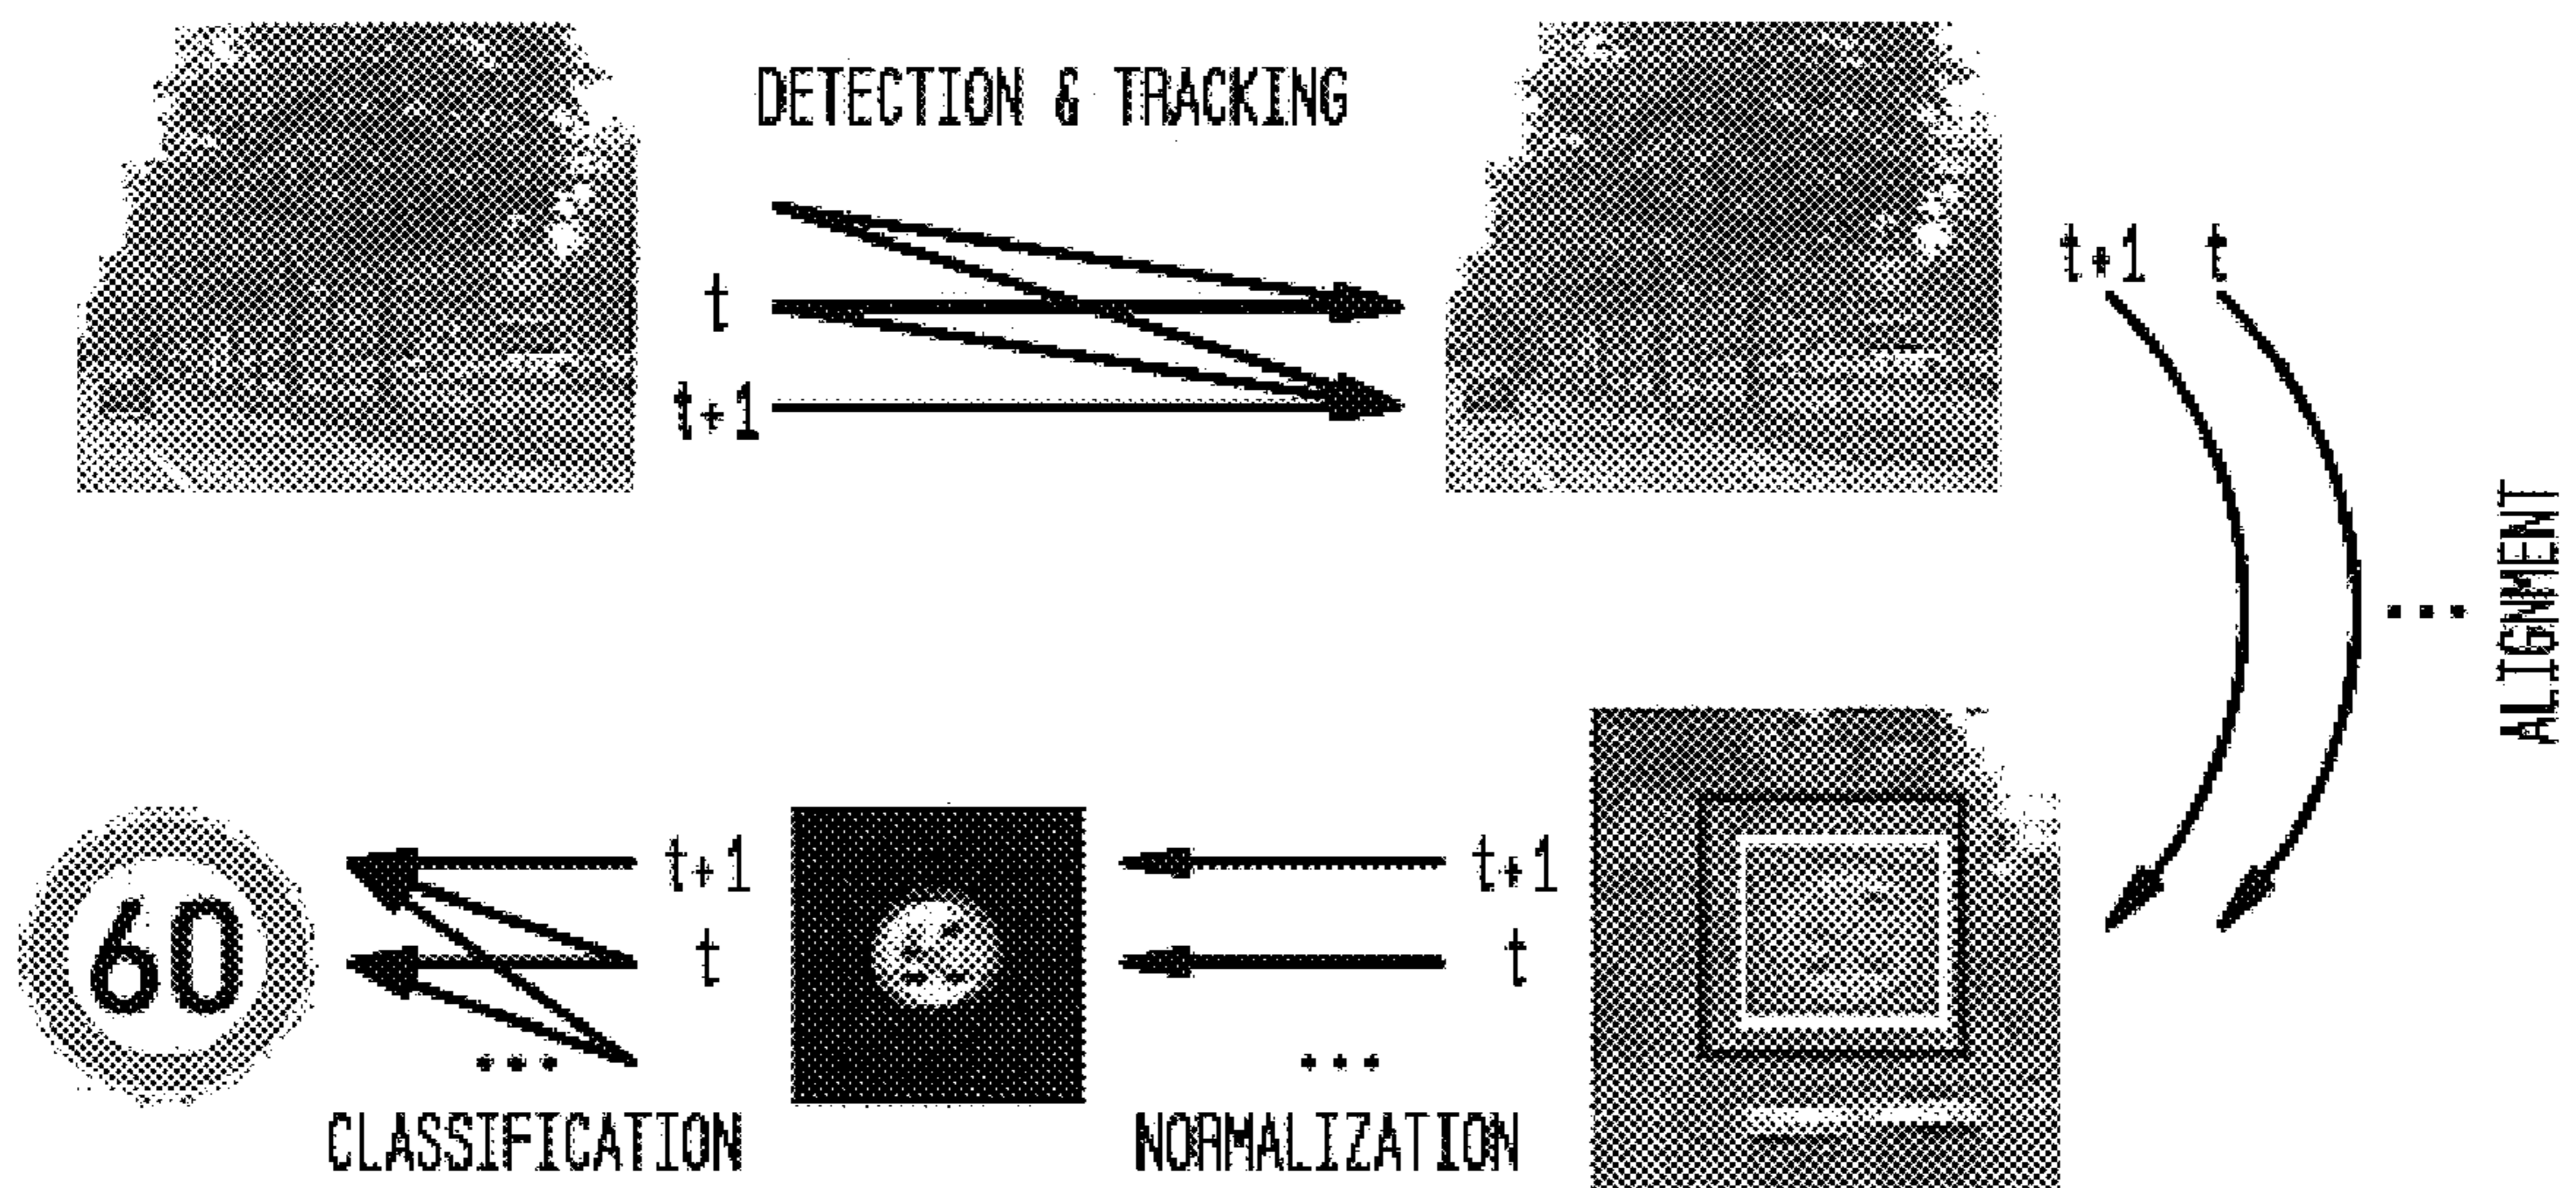 DETECTION & TRACKING
t
t+1
t+1 t
...
ALIGNMENT
60
t+1
t
...
CLASSIFICATION
t+1
t
...
NORMALIZATION